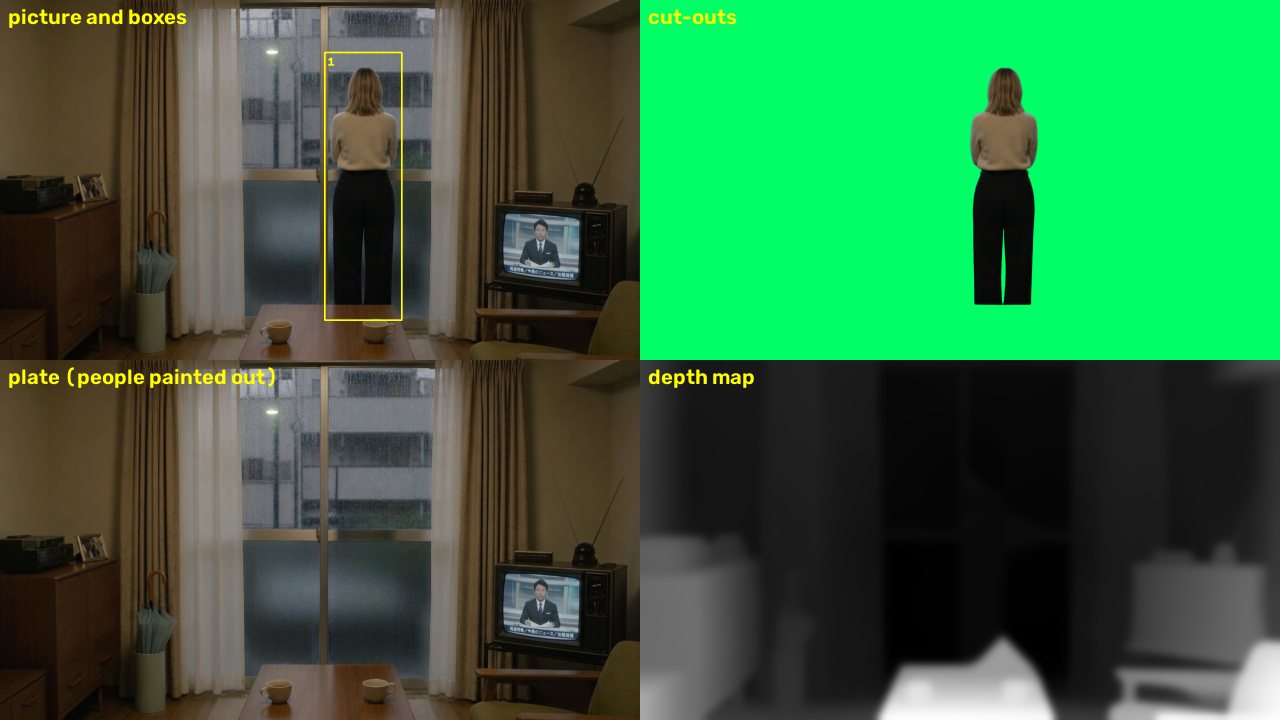 picture and boxes
cut-outs
1
plate (people painted out)
depth map